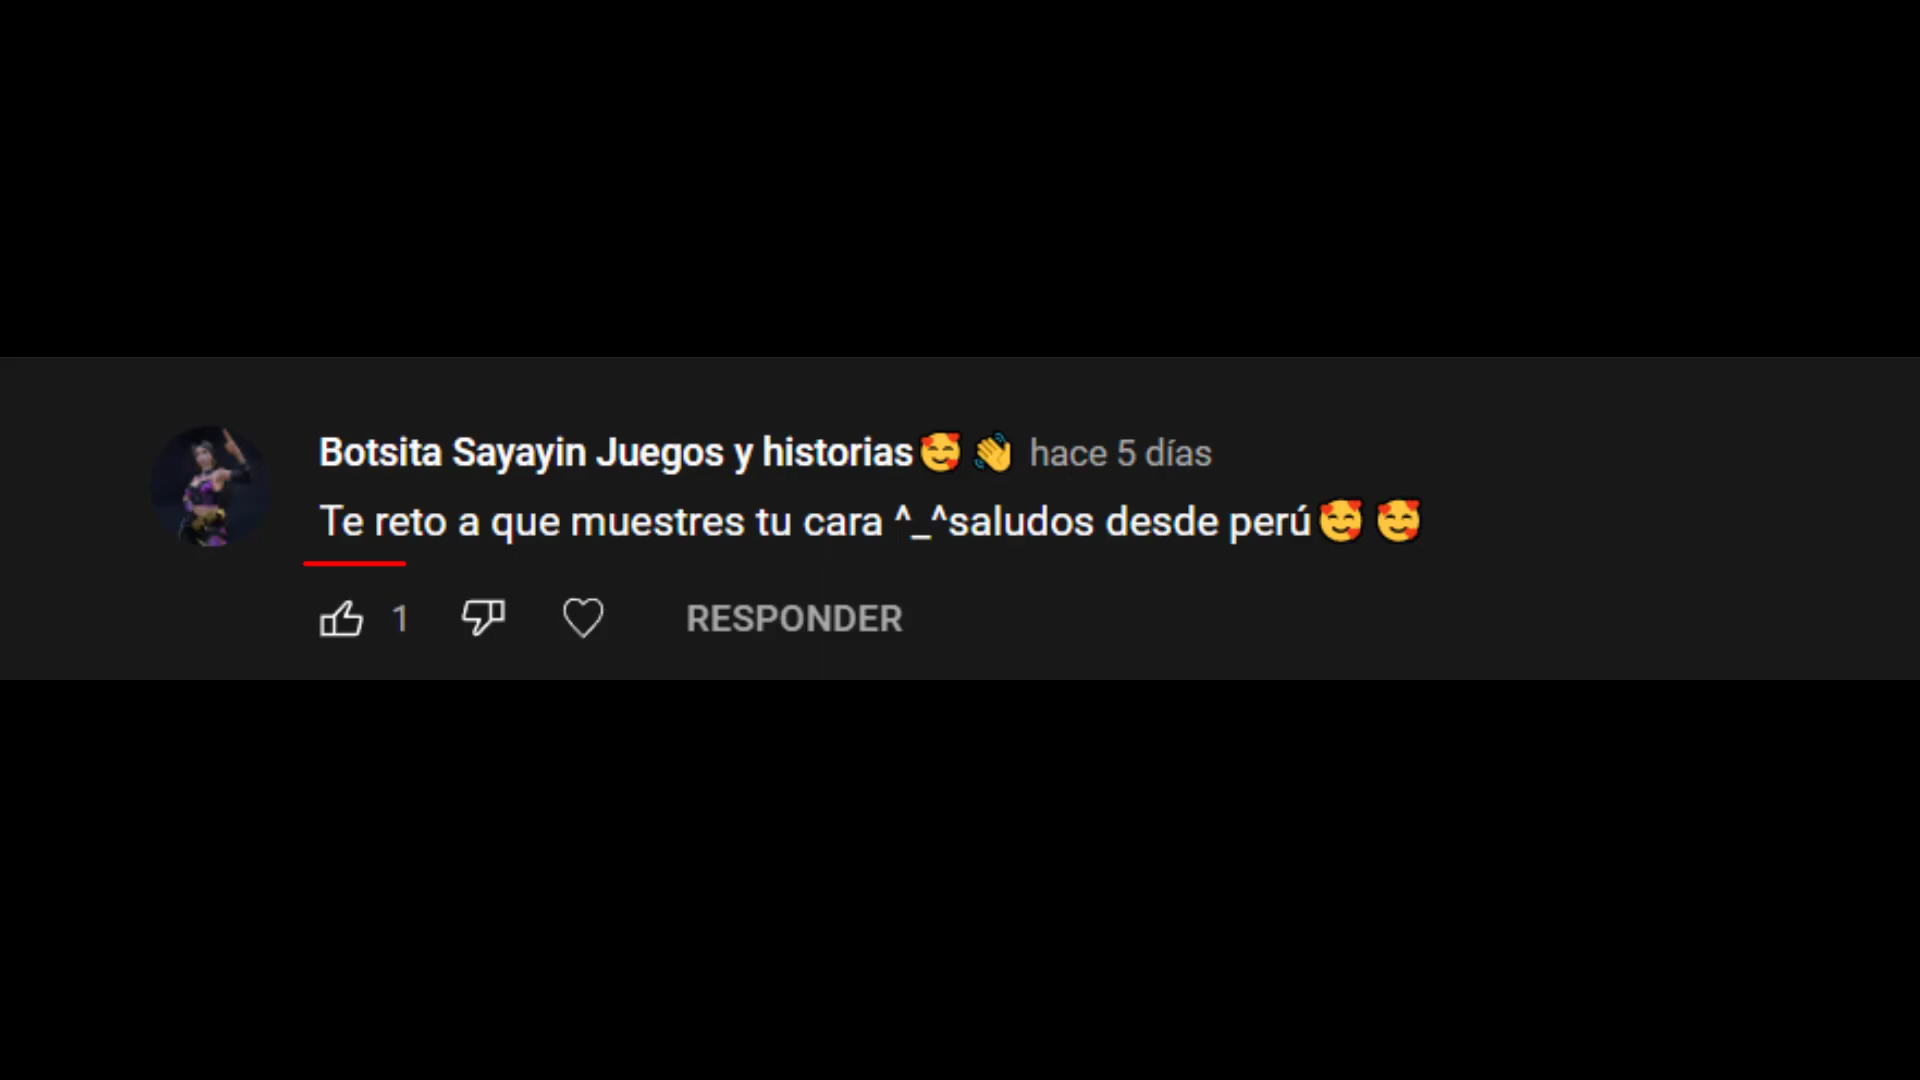 Botsita Sayayin Juegos y historias🥰 👋 hace 5 días
Te reto a que muestres tu cara ^_^saludos desde perú🥰 🥰
1 RESPONDER